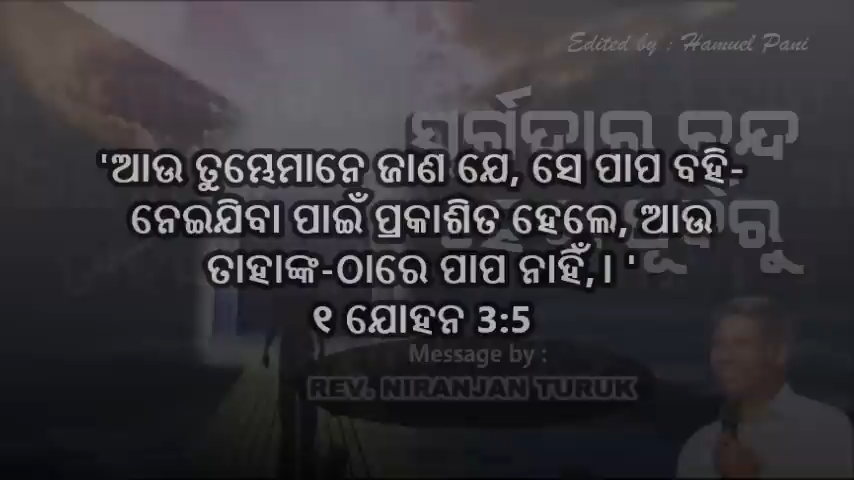 Edited by : Hamuel Pani
'ଆଉ ତୁମ୍ଭେମାନେ ଜାଣ ଯେ, ସେ ପାପ ବହି-
ନେଇଯିବା ପାଇଁ ପ୍ରକାଶିତ ହେଲେ, ଆଉ
ତାହାଙ୍କ-ଠାରେ ପାପ ନାହିଁ,। '
୧ ଯୋହନ 3:5
Message by :
REV. NIRANJAN TURUK